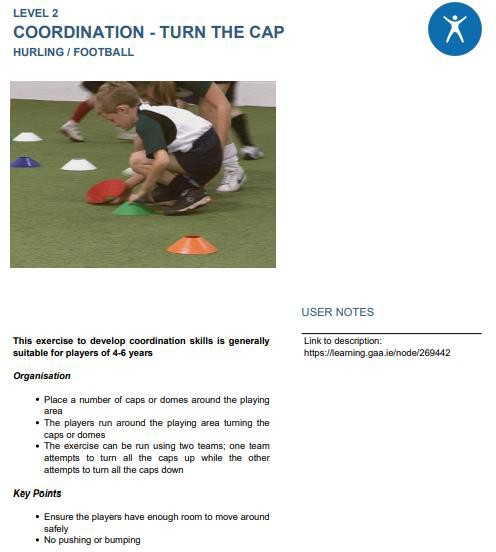 LEVEL 2
COORDINATION - TURN THE CAP
HURLING / FOOTBALL
USER NOTES
Link to description:
https://learning.gaa.ie/node/269442
This exercise to develop coordination skills is generally
suitable for players of 4-6 years
Organisation
• Place a number of caps or domes around the playing
area
• The players run around the playing area turning the
caps or domes
• The exercise can be run using two teams; one team
attempts to turn all the caps up while the other
attempts to turn all the caps down
Key Points
• Ensure the players have enough room to move around
safely
• No pushing or bumping